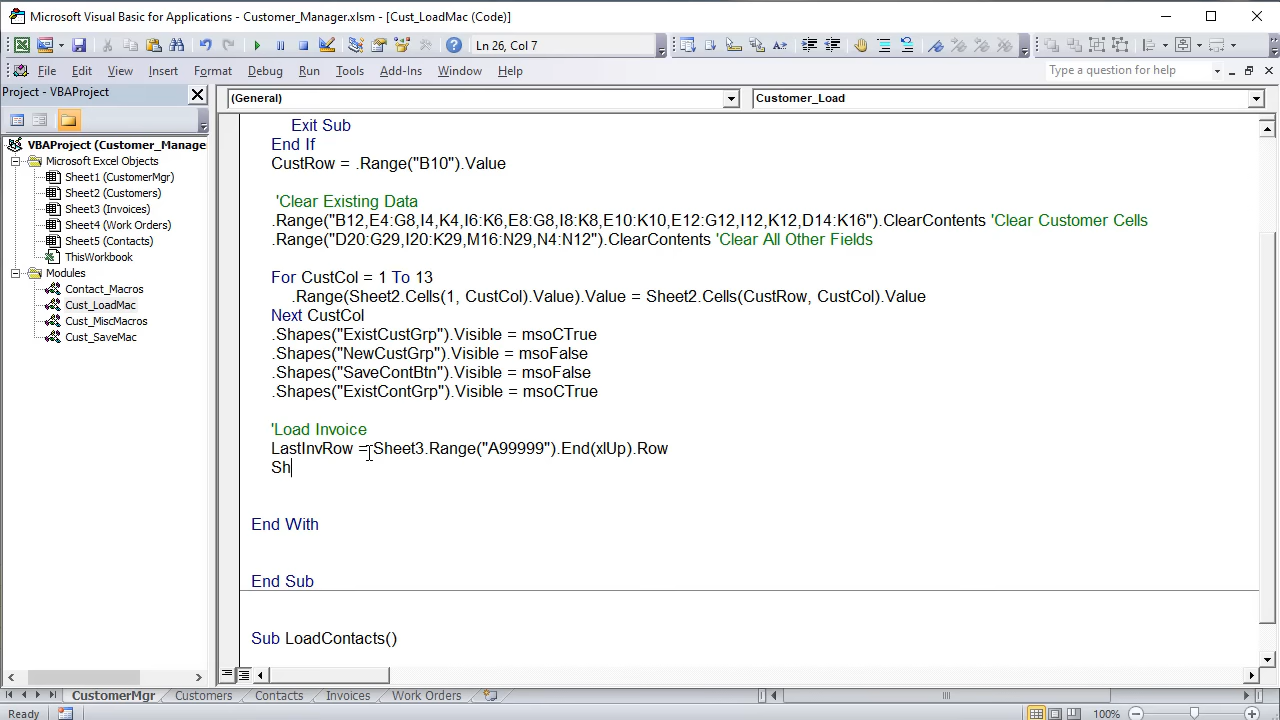 Microsoft Visual Basic for Applications - Customer_Manager.xlsm - [Cust_LoadMac (Code)]
Ln 26, Col 7
File Edit View Insert Format Debug Run Tools Add-Ins Window Help
Type a question for help
Project - VBAProject
(General)
Customer_Load
VBAProject (Customer_Manage
Microsoft Excel Objects
Sheet1 (CustomerMgr)
Sheet2 (Customers)
Sheet3 (Invoices)
Sheet4 (Work Orders)
Sheet5 (Contacts)
ThisWorkbook
Modules
Contact_Macros
Cust_LoadMac
Cust_MiscMacros
Cust_SaveMac
Exit Sub
End If
CustRow = .Range("B10").Value
'Clear Existing Data
.Range("B12,E4:G8,I4,K4,I6:K6,E8:G8,I8:K8,E10:K10,E12:G12,I12,K12,D14:K16").ClearContents 'Clear Customer Cells
.Range("D20:G29,I20:K29,M16:N29,N4:N12").ClearContents 'Clear All Other Fields
For CustCol = 1 To 13
.Range(Sheet2.Cells(1, CustCol).Value).Value = Sheet2.Cells(CustRow, CustCol).Value
Next CustCol
.Shapes("ExistCustGrp").Visible = msoCTrue
.Shapes("NewCustGrp").Visible = msoFalse
.Shapes("SaveContBtn").Visible = msoFalse
.Shapes("ExistContGrp").Visible = msoCTrue
'Load Invoice
LastInvRow = Sheet3.Range("A99999").End(xlUp).Row
Sh
End With
End Sub
Sub LoadContacts()
CustomerMgr Customers Contacts Invoices Work Orders
Ready
100%